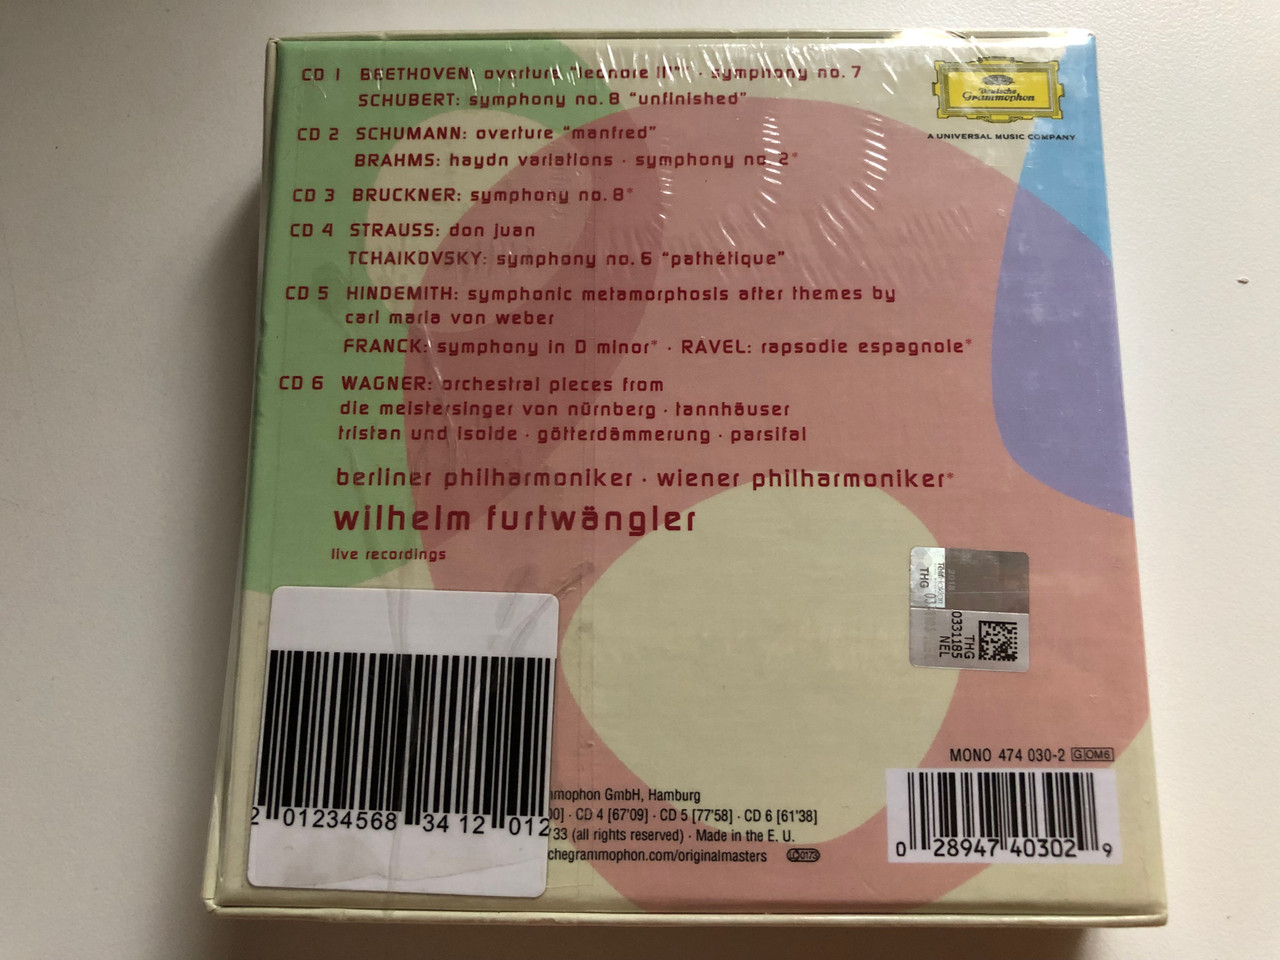 CD 1 BEETHOVEN: overture "leonore III" · symphony no. 7
SCHUBERT: symphony no. 8 "unfinished"
CD 2 SCHUMANN: overture "manfred"
BRAHMS: haydn variations · symphony no. 2*
CD 3 BRUCKNER: symphony no. 8*
CD 4 STRAUSS: don juan
TCHAIKOVSKY: symphony no. 6 "pathétique"
CD 5 HINDEMITH: symphonic metamorphosis after themes by
carl maria von weber
FRANCK: symphony in D minor* · RAVEL: rapsodie espagnole*
CD 6 WAGNER: orchestral pieces from
die meistersinger von nürnberg · tannhäuser
tristan und isolde · götterdämmerung · parsifal
berliner philharmoniker · wiener philharmoniker*
wilhelm furtwängler
live recordings
Deutsche
Grammophon
A UNIVERSAL MUSIC COMPANY
THG
0331185
THG
NEL
MONO 474 030-2 G OM6
0 28947 40302 9
2 01234568 34 12 012
mmophon GmbH, Hamburg
00] · CD 4 [67'09] · CD 5 [77'58] · CD 6 [61'38]
'33 (all rights reserved) · Made in the E. U.
chegrammophon.com/originalmasters